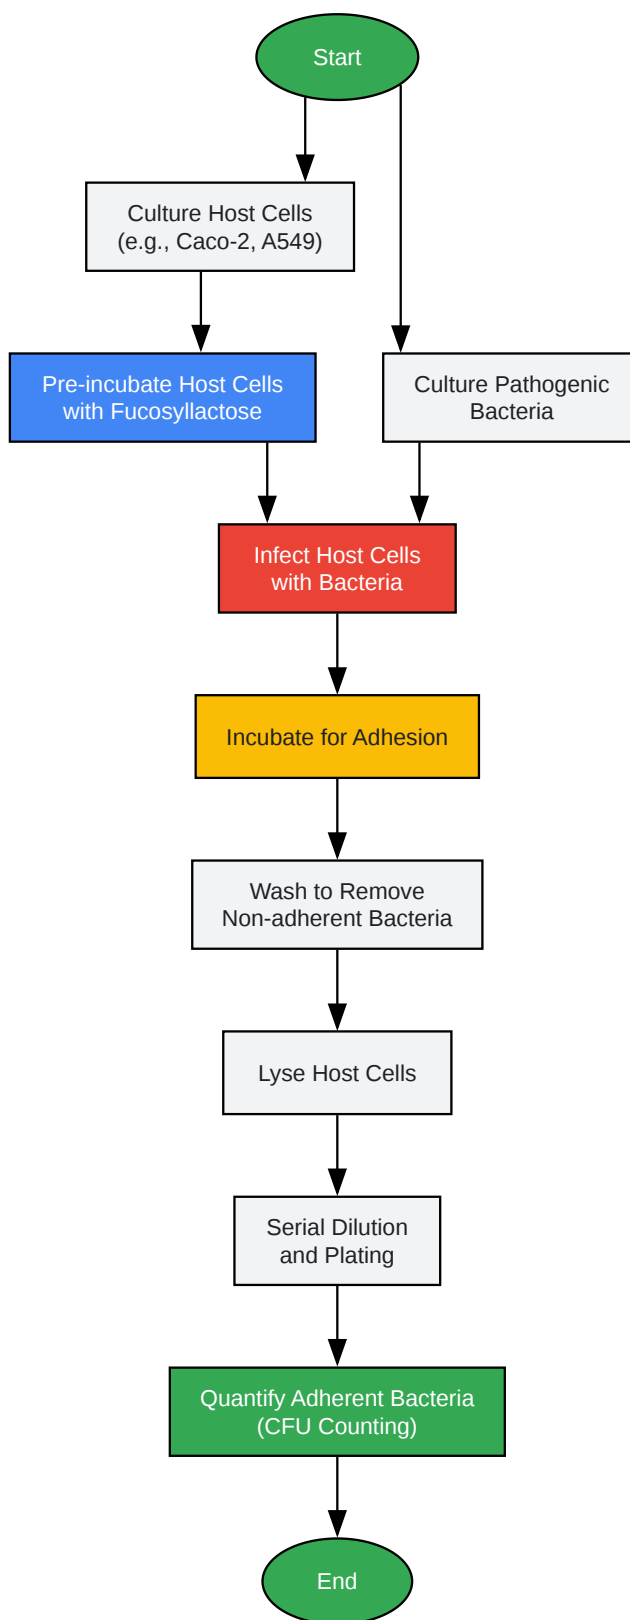 Start
Culture Host Cells
(e.g., Caco-2, A549)
Pre-incubate Host Cells
with Fucosyllactose
Culture Pathogenic
Bacteria
Infect Host Cells
with Bacteria
Incubate for Adhesion
Wash to Remove
Non-adherent Bacteria
Lyse Host Cells
Serial Dilution
and Plating
Quantify Adherent Bacteria
(CFU Counting)
End